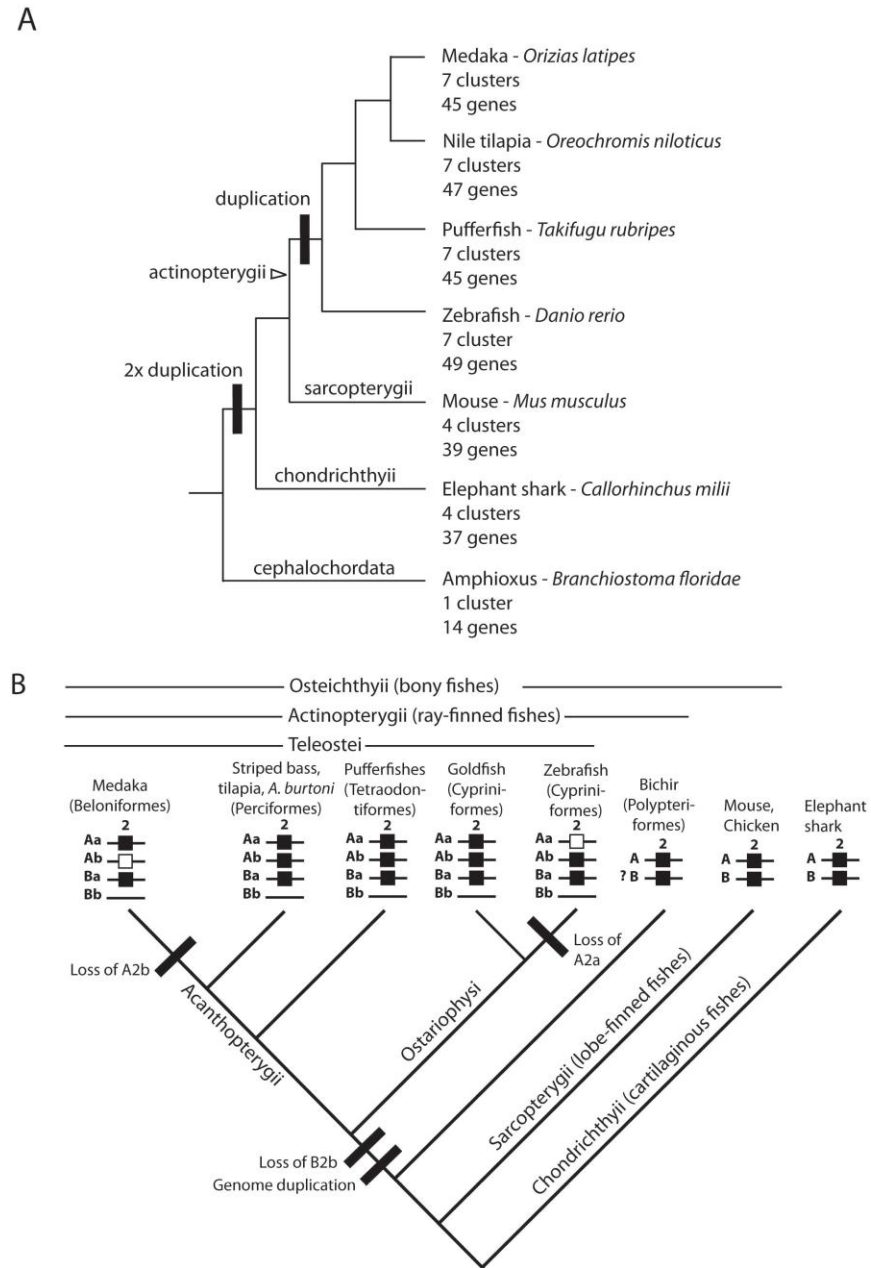 A
Medaka - Orizias latipes
7 clusters
45 genes
Nile tilapia - Oreochromis niloticus
7 clusters
47 genes
duplication
Pufferfish - Takifugu rubripes
7 clusters
45 genes
actinopterygii
Zebrafish - Danio rerio
7 cluster
49 genes
2x duplication
sarcopterygii
Mouse - Mus musculus
4 clusters
39 genes
chondrichthyii
Elephant shark - Callorhinchus milii
4 clusters
37 genes
cephalochordata
Amphioxus - Branchiostoma floridae
1 cluster
14 genes
B
Osteichthyii (bony fishes)
Actinopterygii (ray-finned fishes)
Teleostei
Medaka
(Beloniformes)
2
Aa
Ab
Ba
Bb
Striped bass,
tilapia, A. burtoni
(Perciformes)
2
Aa
Ab
Ba
Bb
Pufferfishes
(Tetraodon-
tiformes)
2
Aa
Ab
Ba
Bb
Goldfish
(Cyprini-
formes)
2
Aa
Ab
Ba
Bb
Zebrafish
(Cyprini-
formes)
2
Aa
Ab
Ba
Bb
Bichir
(Polypteri-
formes)
2
A
? B
Mouse,
Chicken
2
A
B
Elephant
shark
2
A
B
Loss of A2b
Loss of
A2a
Acanthopterygii
Ostariophysi
Sarcopterygii (lobe-finned fishes)
Chondrichthyii (cartilaginous fishes)
Loss of B2b
Genome duplication